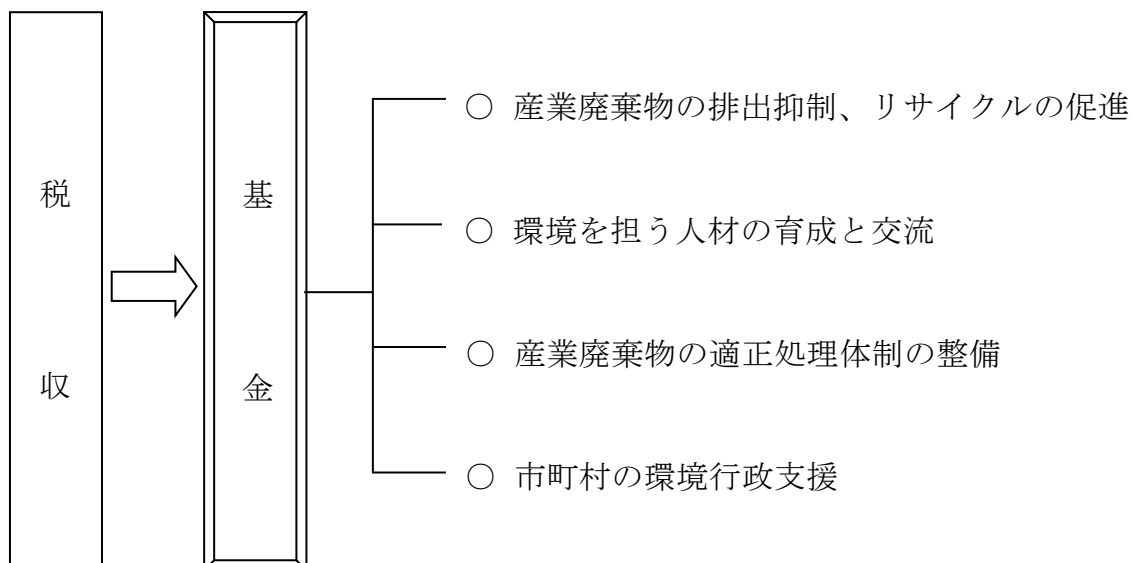 税収
基金
○ 産業廃棄物の排出抑制、リサイクルの促進
○ 環境を担う人材の育成と交流
○ 産業廃棄物の適正処理体制の整備
○ 市町村の環境行政支援